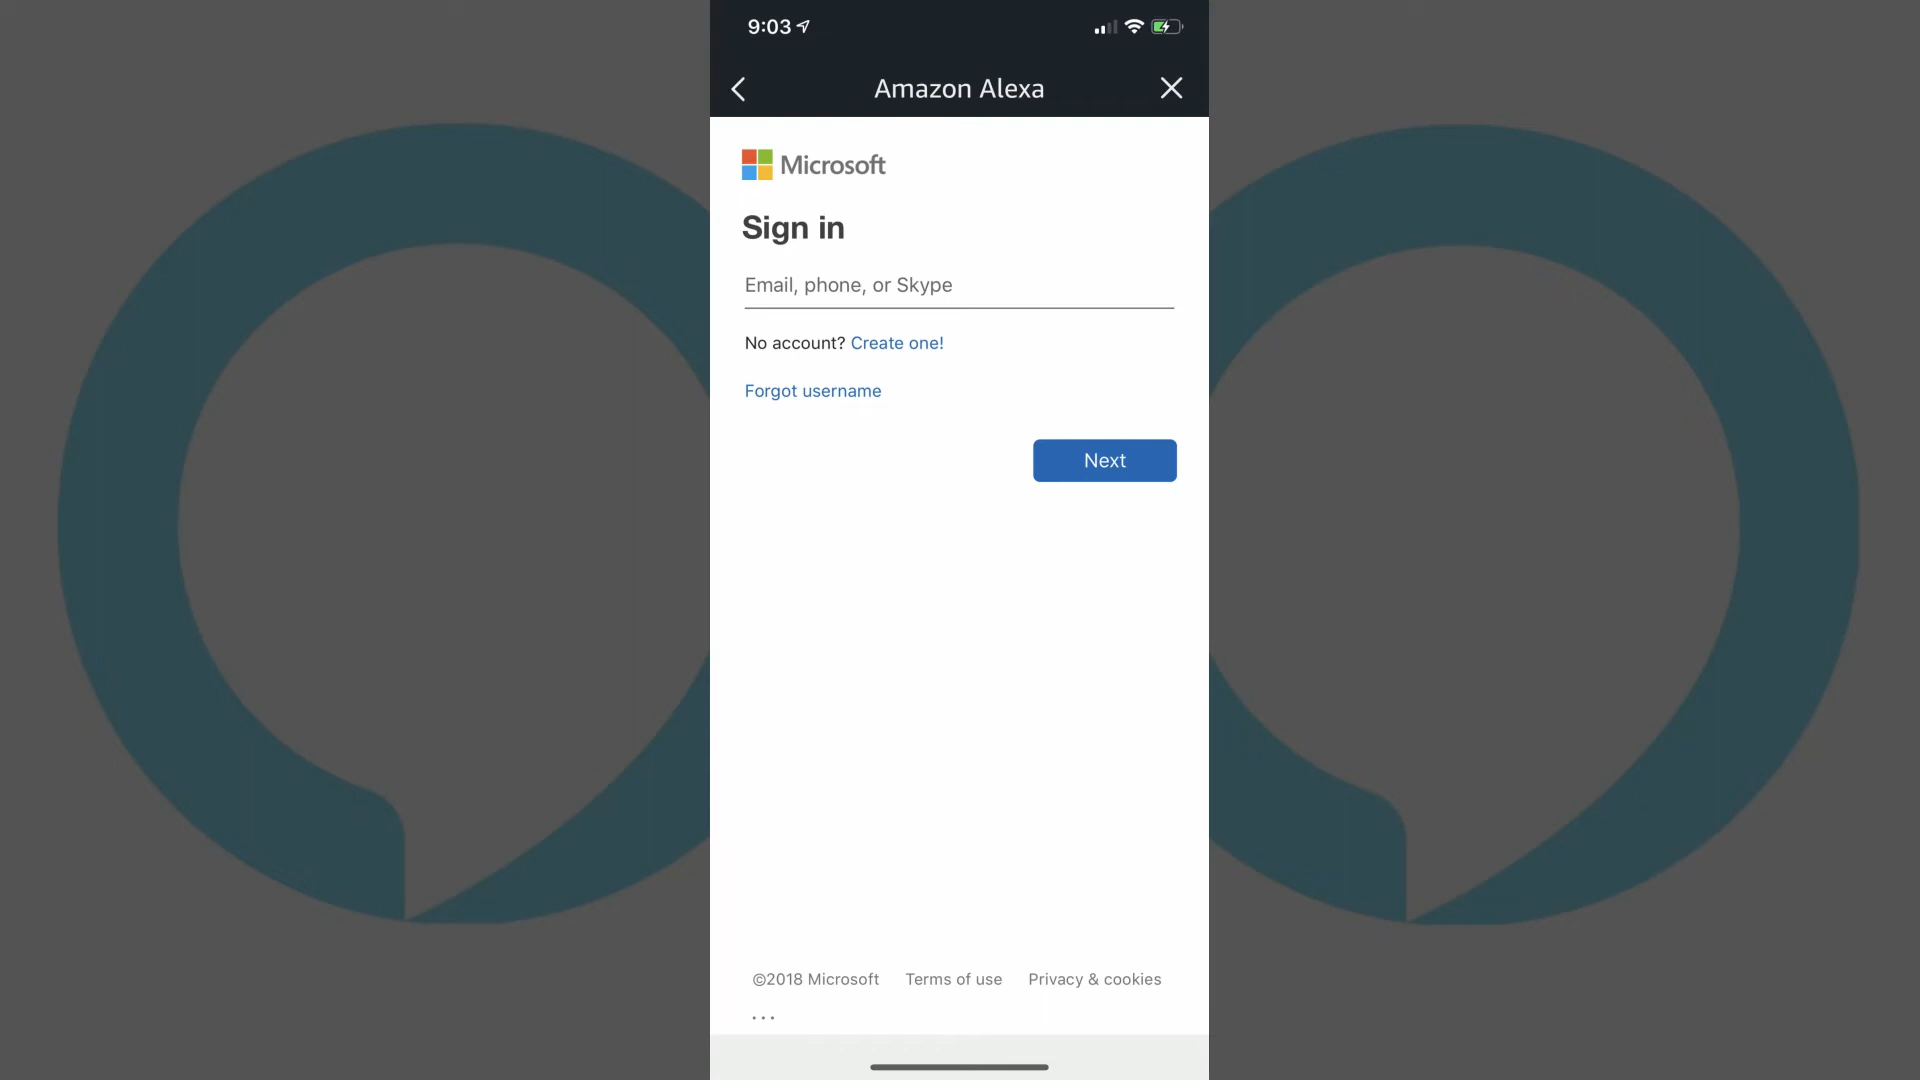 9:03
Amazon Alexa
Microsoft
Sign in
Email, phone, or Skype
No account? Create one!
Forgot username
Next
©2018 Microsoft Terms of use Privacy & cookies
...